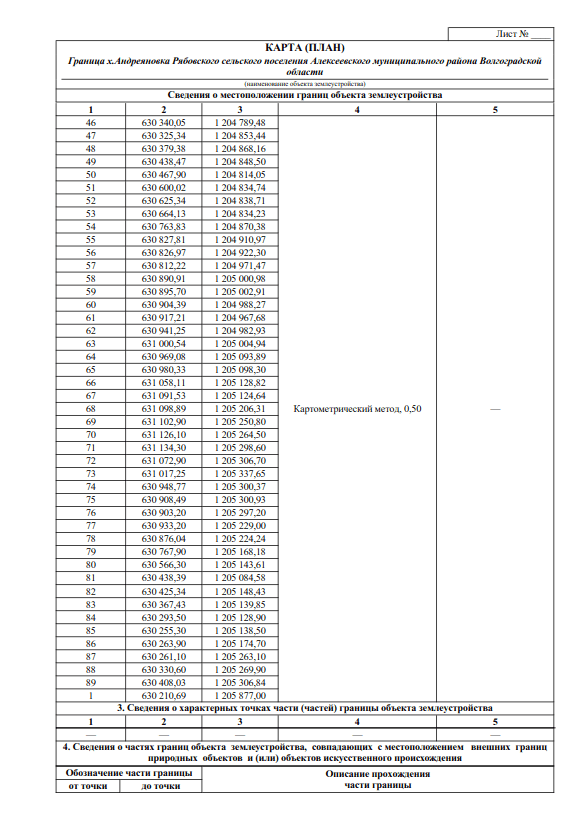 Лист № ____
КАРТА (ПЛАН)
Граница х.Андреяновка Рябовского сельского поселения Алексеевского муниципального района Волгоградской
области
(наименование объекта землеустройства)
Сведения о местоположении границ объекта землеустройства
1 2 3 4 5
46 630 340,05 1 204 789,48
47 630 325,34 1 204 853,44
48 630 379,38 1 204 868,16
49 630 438,47 1 204 848,50
50 630 467,90 1 204 814,05
51 630 600,02 1 204 834,74
52 630 625,34 1 204 838,71
53 630 664,13 1 204 834,23
54 630 763,83 1 204 870,38
55 630 827,81 1 204 910,97
56 630 826,97 1 204 922,30
57 630 812,22 1 204 971,47
58 630 890,91 1 205 000,98
59 630 895,70 1 205 002,91
60 630 904,39 1 204 988,27
61 630 917,21 1 204 967,68
62 630 941,25 1 204 982,93
63 631 000,54 1 205 004,94
64 630 969,08 1 205 093,89
65 630 980,33 1 205 098,30
66 631 058,11 1 205 128,82
67 631 091,53 1 205 124,64
68 631 098,89 1 205 206,31 Картометрический метод, 0,50 —
69 631 102,90 1 205 250,80
70 631 126,10 1 205 264,50
71 631 134,30 1 205 298,60
72 631 072,90 1 205 306,70
73 631 017,25 1 205 337,65
74 630 948,77 1 205 300,37
75 630 908,49 1 205 300,93
76 630 903,20 1 205 297,20
77 630 933,20 1 205 229,00
78 630 876,04 1 205 224,24
79 630 767,90 1 205 168,18
80 630 566,30 1 205 143,61
81 630 438,39 1 205 084,58
82 630 425,34 1 205 148,43
83 630 367,43 1 205 139,85
84 630 293,50 1 205 128,90
85 630 255,30 1 205 138,50
86 630 263,90 1 205 174,70
87 630 261,10 1 205 263,10
88 630 330,60 1 205 269,90
89 630 408,03 1 205 306,84
1 630 210,69 1 205 877,00
3. Сведения о характерных точках части (частей) границы объекта землеустройства
1 2 3 4 5
— — — — —
4. Сведения о частях границ объекта землеустройства, совпадающих с местоположением внешних границ
природных объектов и (или) объектов искусственного происхождения
Обозначение части границы Описание прохождения
от точки до точки части границы